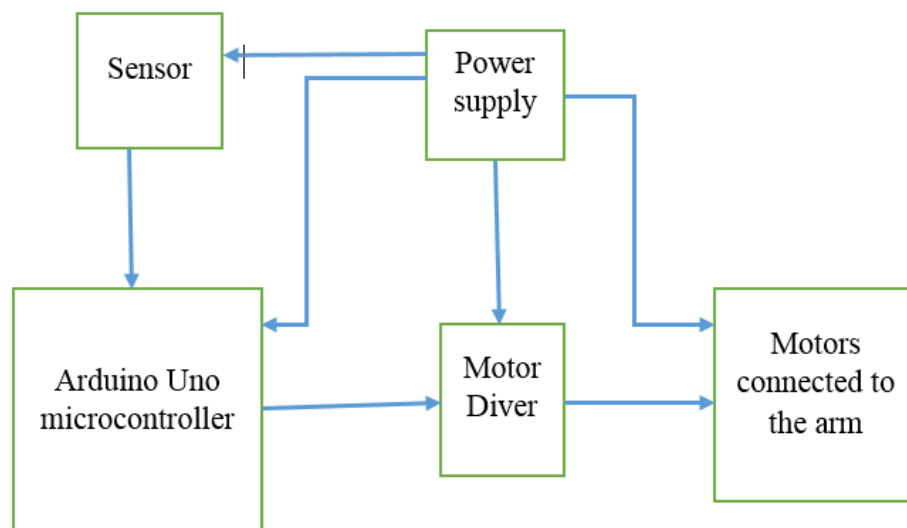 Sensor
Power
supply
Arduino Uno
microcontroller
Motor
Diver
Motors
connected to
the arm